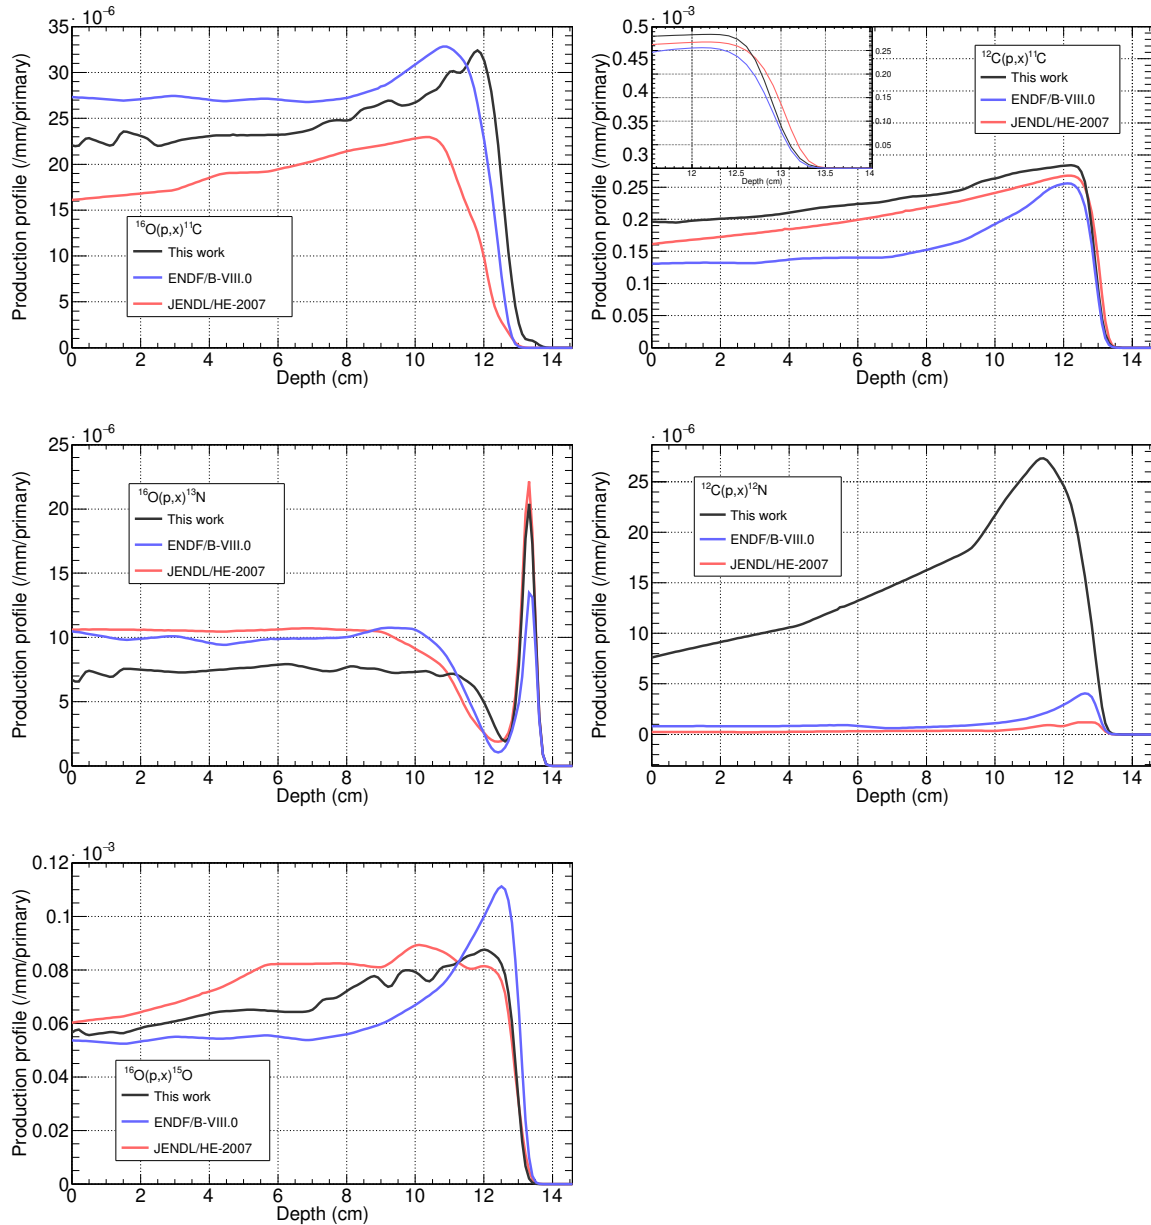 · 10⁻⁶
Production profile (/mm/primary)
35
30
25
20
15
10
5
0
¹⁶O(p,x)¹¹C
This work
ENDF/B-VIII.0
JENDL/HE-2007
0 2 4 6 8 10 12 14
Depth (cm)
· 10⁻³
Production profile (/mm/primary)
0.5
0.45
0.4
0.35
0.3
0.25
0.2
0.15
0.1
0.05
0
0.25
0.20
0.15
0.10
0.05
12 12.5 13 13.5 14
Depth (cm)
¹²C(p,x)¹¹C
This work
ENDF/B-VIII.0
JENDL/HE-2007
0 2 4 6 8 10 12 14
Depth (cm)
· 10⁻⁶
Production profile (/mm/primary)
25
20
15
10
5
0
¹⁶O(p,x)¹³N
This work
ENDF/B-VIII.0
JENDL/HE-2007
0 2 4 6 8 10 12 14
Depth (cm)
· 10⁻⁶
Production profile (/mm/primary)
25
20
15
10
5
0
¹²C(p,x)¹²N
This work
ENDF/B-VIII.0
JENDL/HE-2007
0 2 4 6 8 10 12 14
Depth (cm)
· 10⁻³
Production profile (/mm/primary)
0.12
0.1
0.08
0.06
0.04
0.02
0
¹⁶O(p,x)¹⁵O
This work
ENDF/B-VIII.0
JENDL/HE-2007
0 2 4 6 8 10 12 14
Depth (cm)